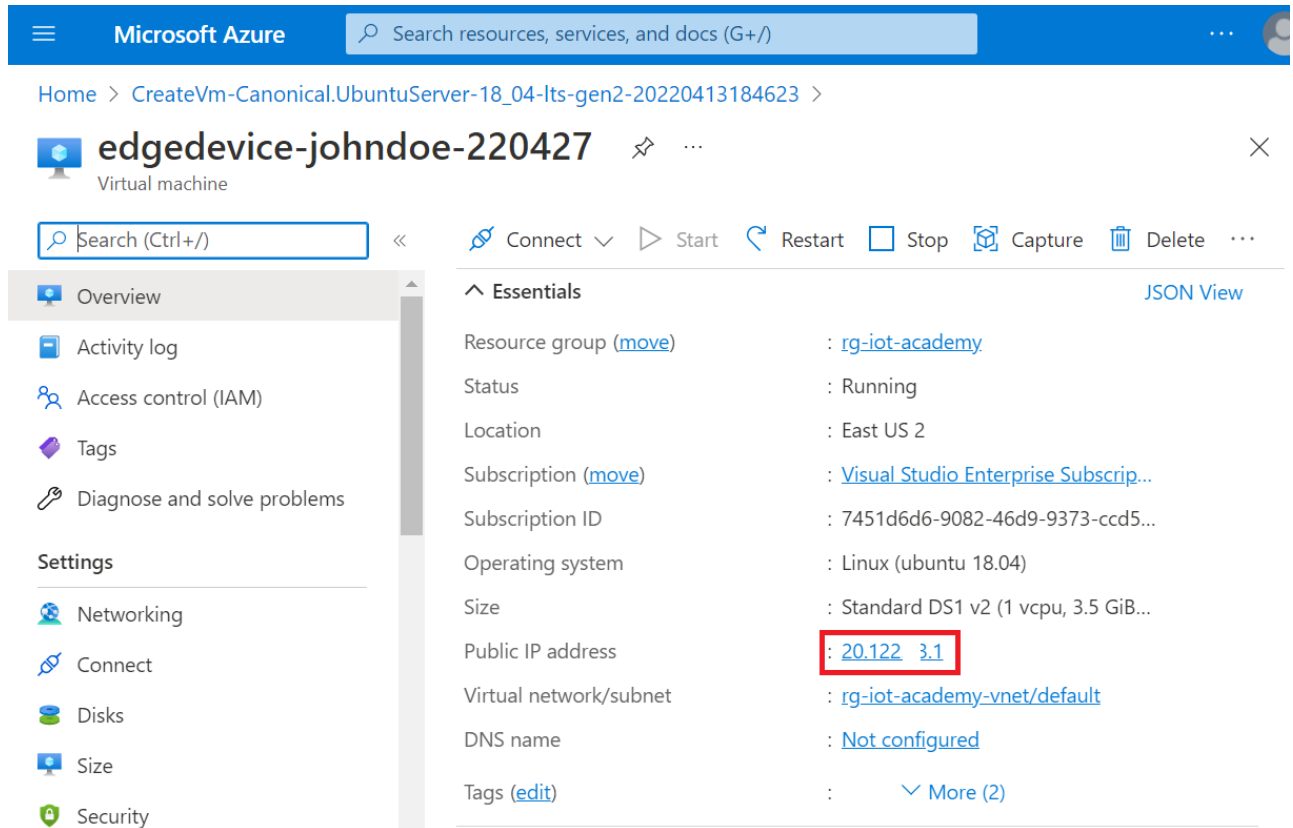 Microsoft Azure
Search resources, services, and docs (G+/)
...
Home > CreateVm-Canonical.UbuntuServer-18_04-lts-gen2-20220413184623 >
edgedevice-johndoe-220427 ...
Virtual machine
Search (Ctrl+/) «
Connect Start Restart Stop Capture Delete ...
Overview
Activity log
Access control (IAM)
Tags
Diagnose and solve problems
Settings
Networking
Connect
Disks
Size
Security
Essentials JSON View
Resource group (move) : rg-iot-academy
Status : Running
Location : East US 2
Subscription (move) : Visual Studio Enterprise Subscrip...
Subscription ID : 7451d6d6-9082-46d9-9373-ccd5...
Operating system : Linux (ubuntu 18.04)
Size : Standard DS1 v2 (1 vcpu, 3.5 GiB...
Public IP address : 20.122 3.1
Virtual network/subnet : rg-iot-academy-vnet/default
DNS name : Not configured
Tags (edit) : More (2)